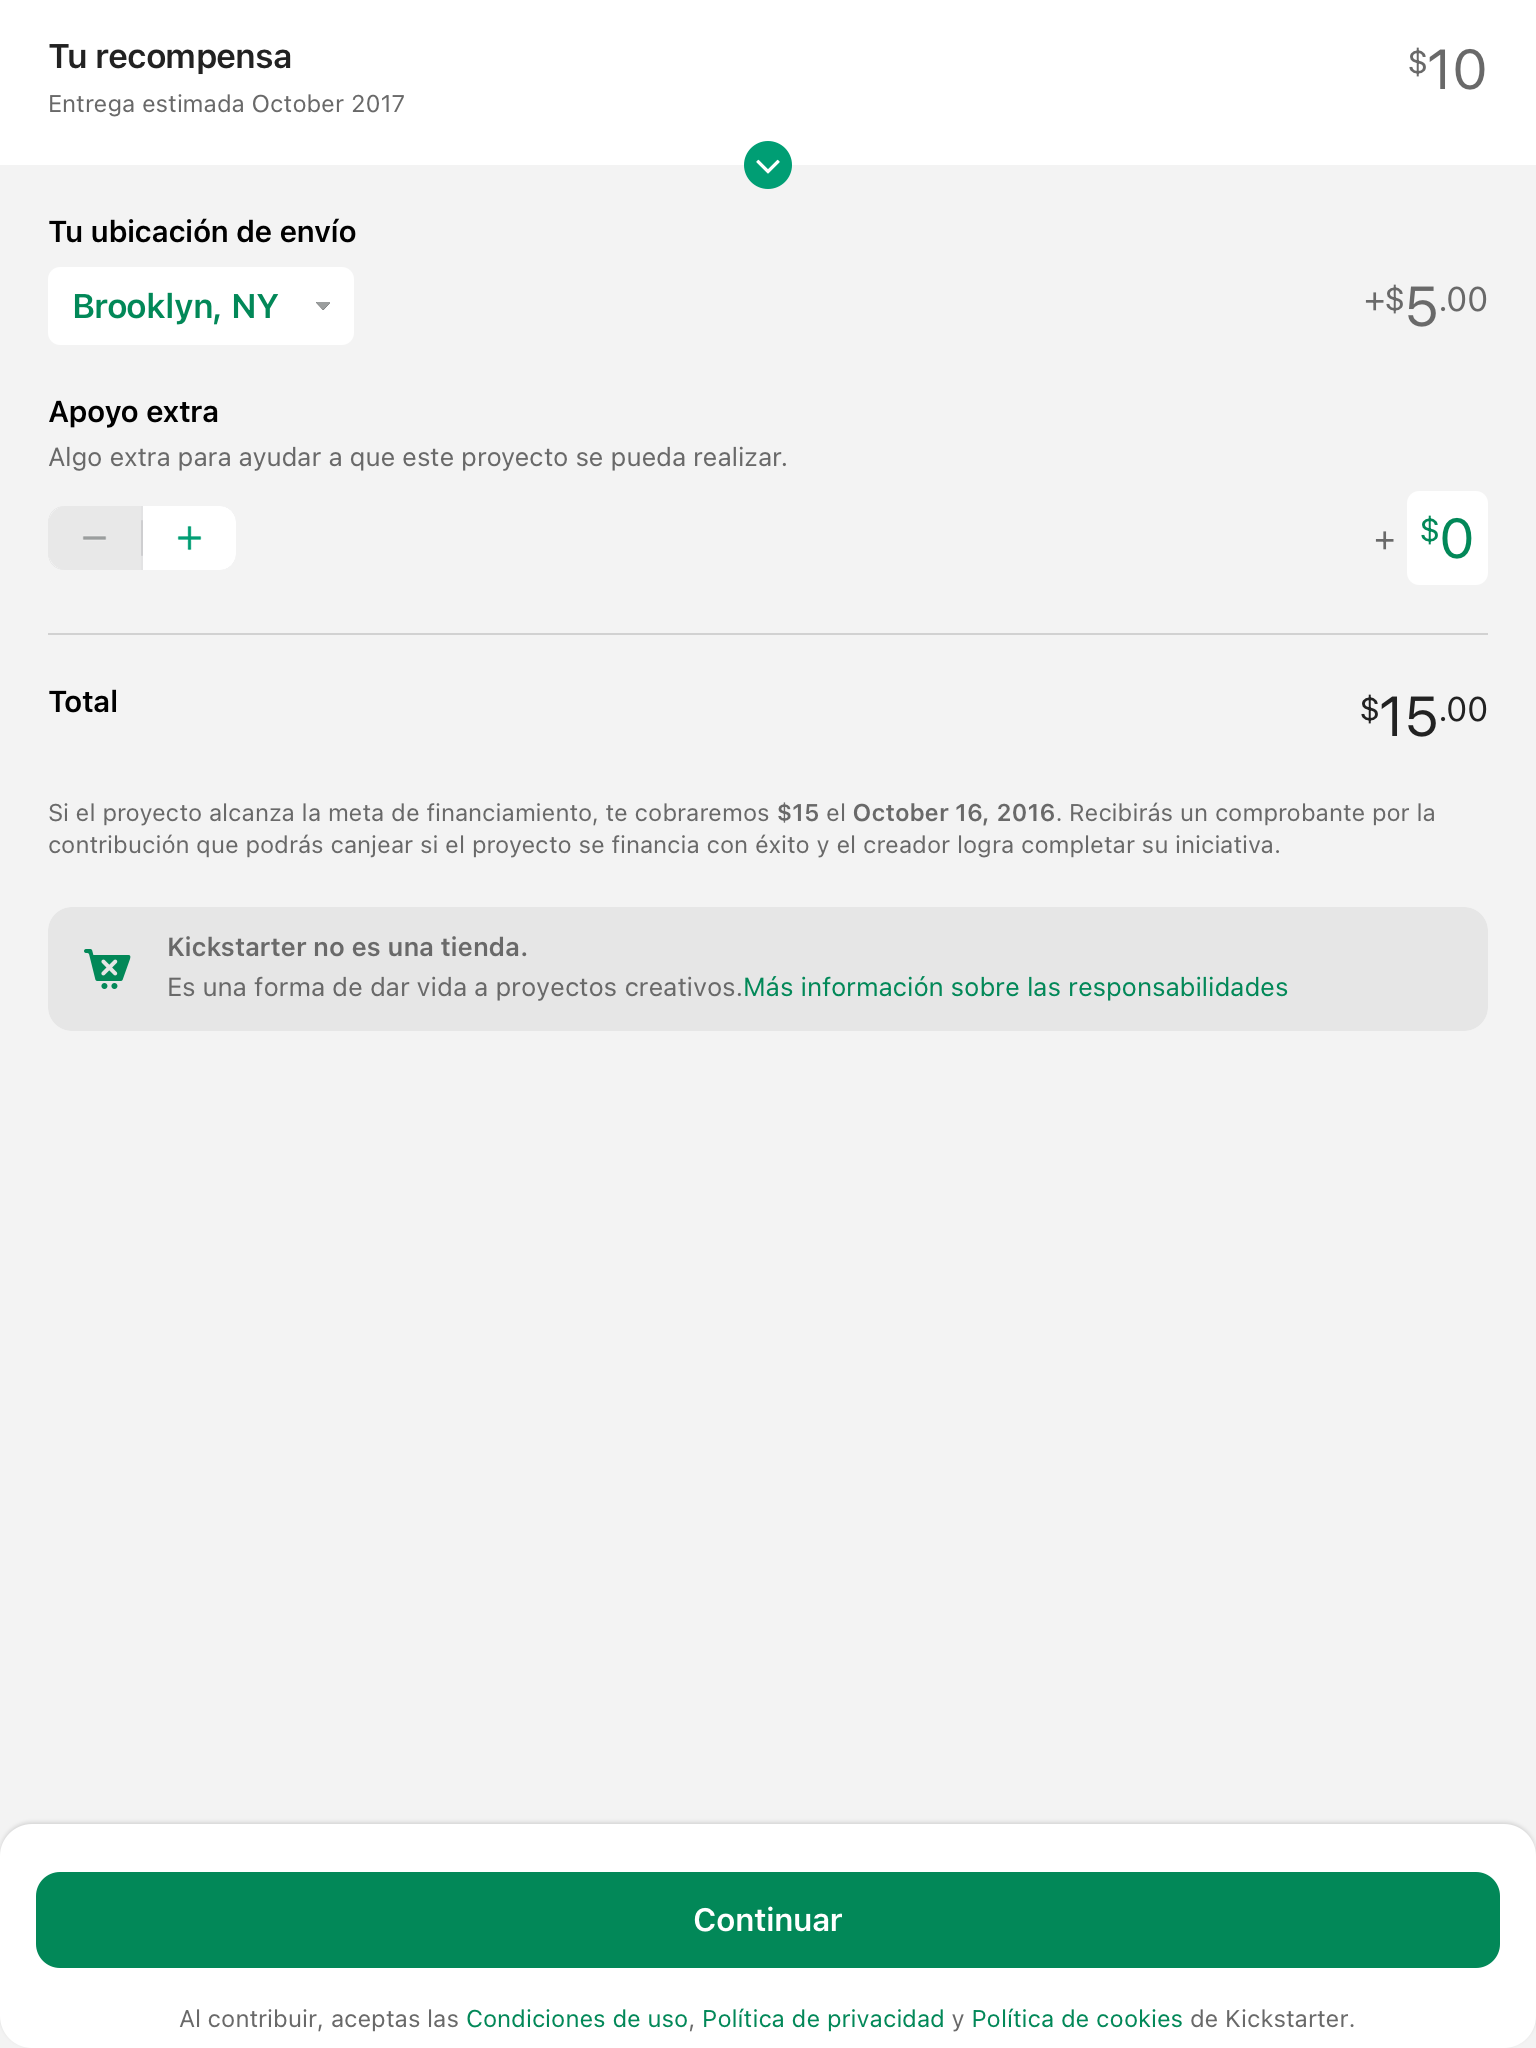 Tu recompensa
$10
Entrega estimada October 2017
Tu ubicación de envío
Brooklyn, NY
+$5.00
Apoyo extra
Algo extra para ayudar a que este proyecto se pueda realizar.
− + + $0
Total
$15.00
Si el proyecto alcanza la meta de financiamiento, te cobraremos $15 el October 16, 2016. Recibirás un comprobante por la
contribución que podrás canjear si el proyecto se financia con éxito y el creador logra completar su iniciativa.
Kickstarter no es una tienda.
Es una forma de dar vida a proyectos creativos.Más información sobre las responsabilidades
Continuar
Al contribuir, aceptas las Condiciones de uso, Política de privacidad y Política de cookies de Kickstarter.